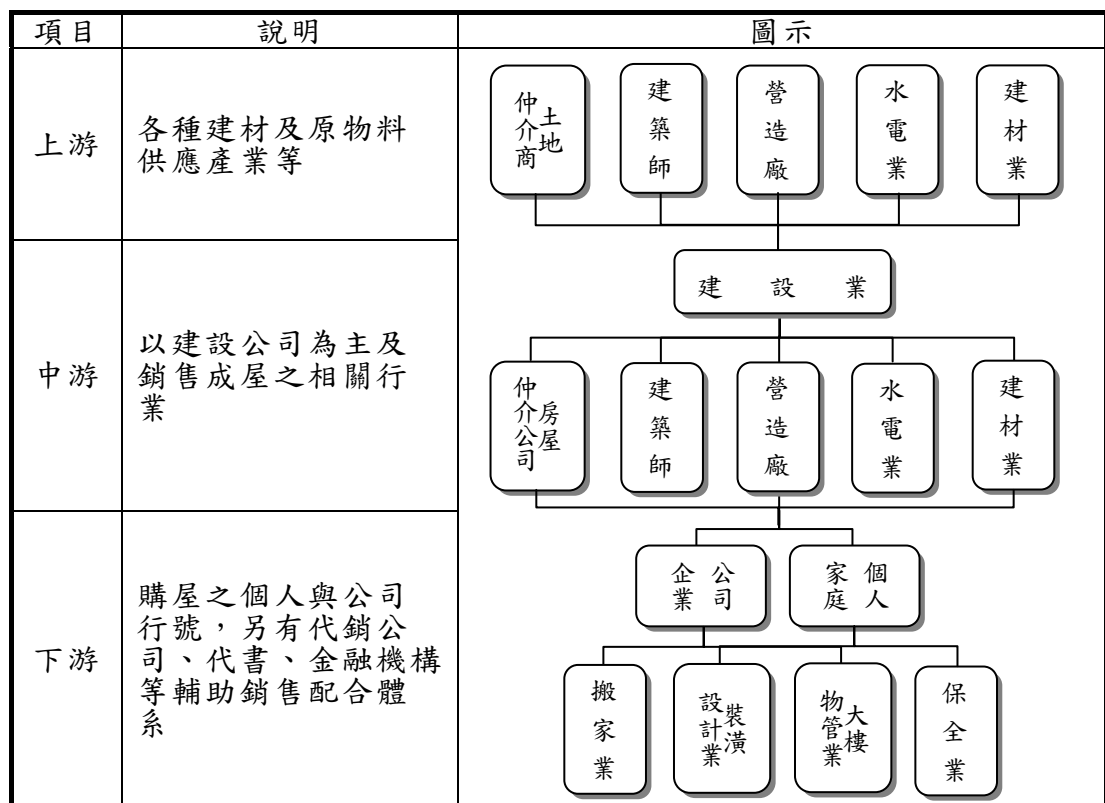 項目 說明 圖示
上游
各種建材及原物料
供應產業等
土地
仲介商
建築師
營造廠
水電業
建材業
建設業
中游
以建設公司為主及
銷售成屋之相關行
業
房屋
仲介公司
建築師
營造廠
水電業
建材業
公司
企業
個人
家庭
下游
購屋之個人與公司
行號，另有代銷公
司、代書、金融機構
等輔助銷售配合體
系
搬家業
裝潢
設計業
大樓
物管業
保全業